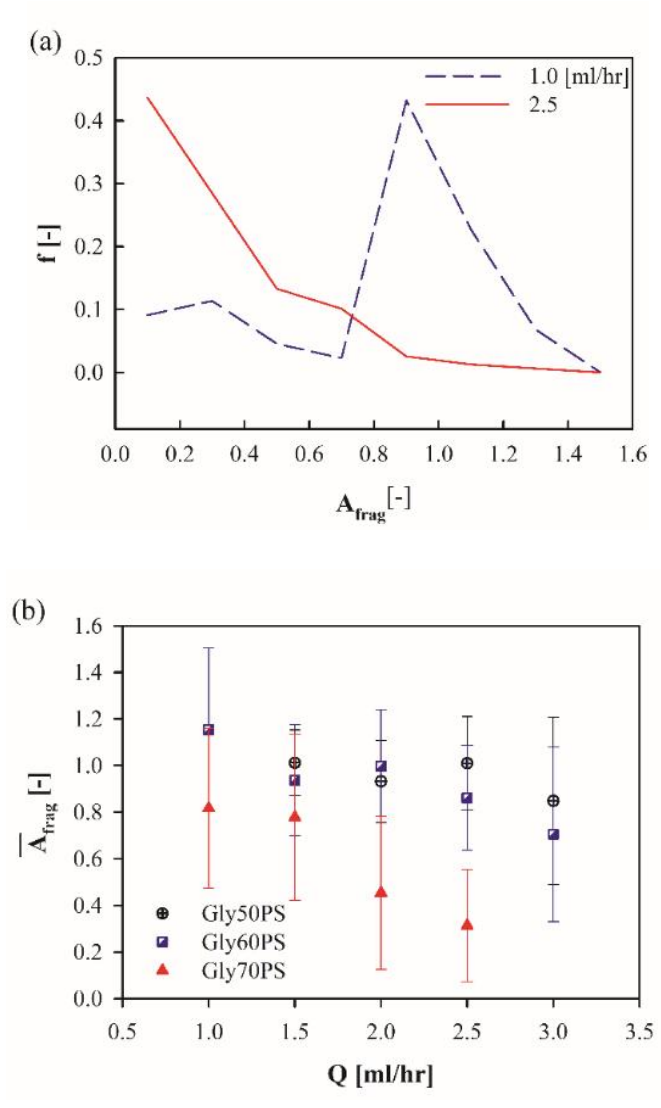 (a)
0.5
0.4
0.3
0.2
0.1
0.0
f [-]
1.0 [ml/hr]
2.5
0.0 0.2 0.4 0.6 0.8 1.0 1.2 1.4 1.6
Afrag[-]
(b)
1.6
1.4
1.2
1.0
0.8
0.6
0.4
0.2
0.0
A̅frag [-]
Gly50PS
Gly60PS
Gly70PS
0.5 1.0 1.5 2.0 2.5 3.0 3.5
Q [ml/hr]